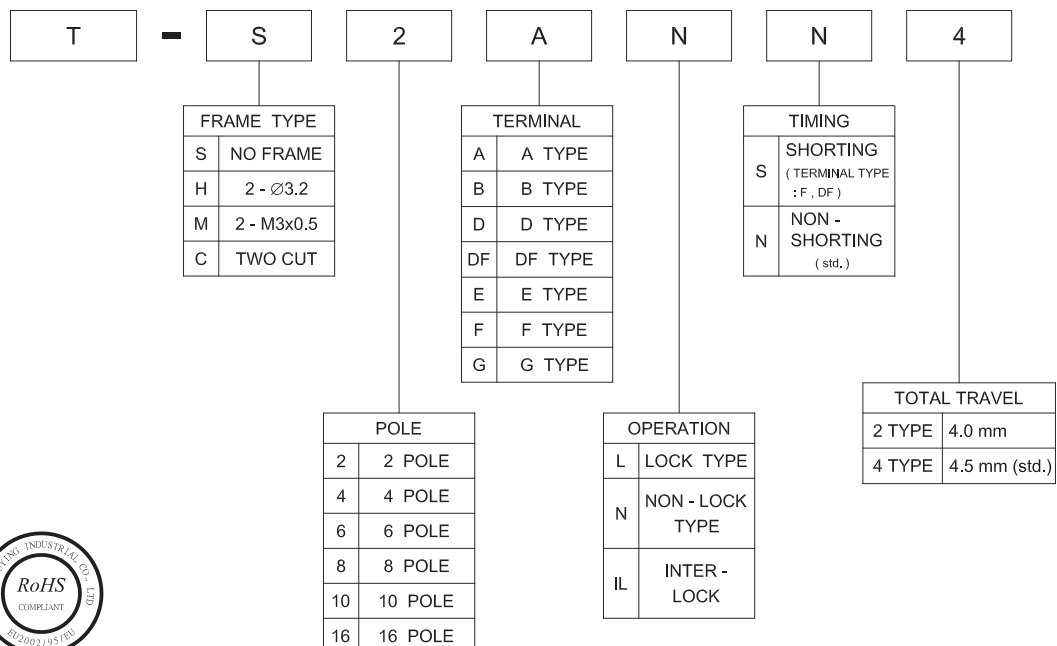 T - S 2 A N N 4
FRAME TYPE
S NO FRAME
H 2 - ∅3.2
M 2 - M3x0.5
C TWO CUT
TERMINAL
A A TYPE
B B TYPE
D D TYPE
DF DF TYPE
E E TYPE
F F TYPE
G G TYPE
TIMING
S SHORTING
( TERMINAL TYPE
: F , DF )
N NON -
SHORTING
( std. )
POLE
2 2 POLE
4 4 POLE
6 6 POLE
8 8 POLE
10 10 POLE
16 16 POLE
OPERATION
L LOCK TYPE
N NON - LOCK
TYPE
IL INTER -
LOCK
TOTAL TRAVEL
2 TYPE 4.0 mm
4 TYPE 4.5 mm (std.)
INDUSTRIAL CO., LTD
RoHS
COMPLIANT
EU2002/95/EU